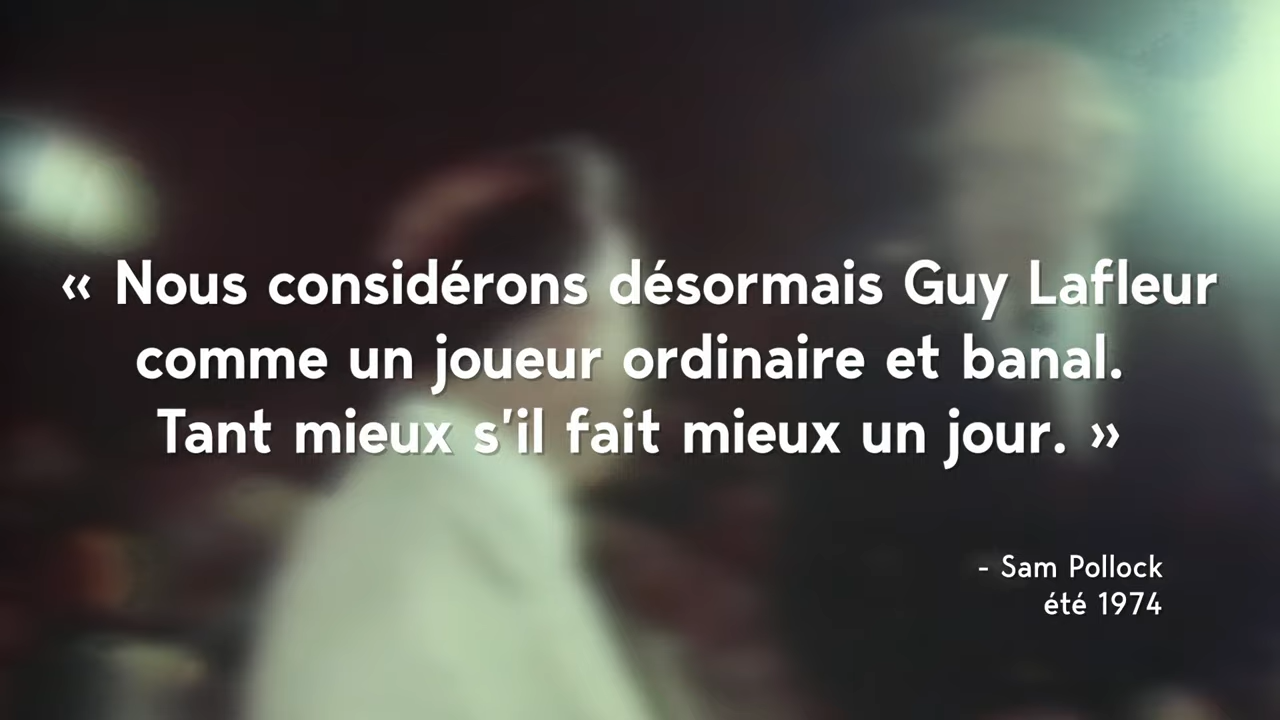 « Nous considérons désormais Guy Lafleur
comme un joueur ordinaire et banal.
Tant mieux s'il fait mieux un jour. »
- Sam Pollock
été 1974